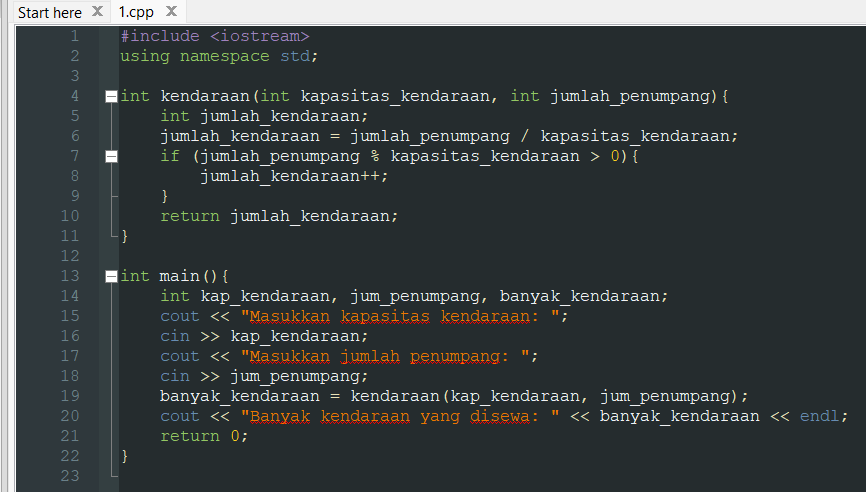 Start here X 1.cpp X
1 #include <iostream>
2 using namespace std;
3
4 int kendaraan(int kapasitas_kendaraan, int jumlah_penumpang){
5     int jumlah_kendaraan;
6     jumlah_kendaraan = jumlah_penumpang / kapasitas_kendaraan;
7     if (jumlah_penumpang % kapasitas_kendaraan > 0){
8         jumlah_kendaraan++;
9     }
10     return jumlah_kendaraan;
11 }
12
13 int main(){
14     int kap_kendaraan, jum_penumpang, banyak_kendaraan;
15     cout << "Masukkan kapasitas kendaraan: ";
16     cin >> kap_kendaraan;
17     cout << "Masukkan jumlah penumpang: ";
18     cin >> jum_penumpang;
19     banyak_kendaraan = kendaraan(kap_kendaraan, jum_penumpang);
20     cout << "Banyak kendaraan yang disewa: " << banyak_kendaraan << endl;
21     return 0;
22 }
23